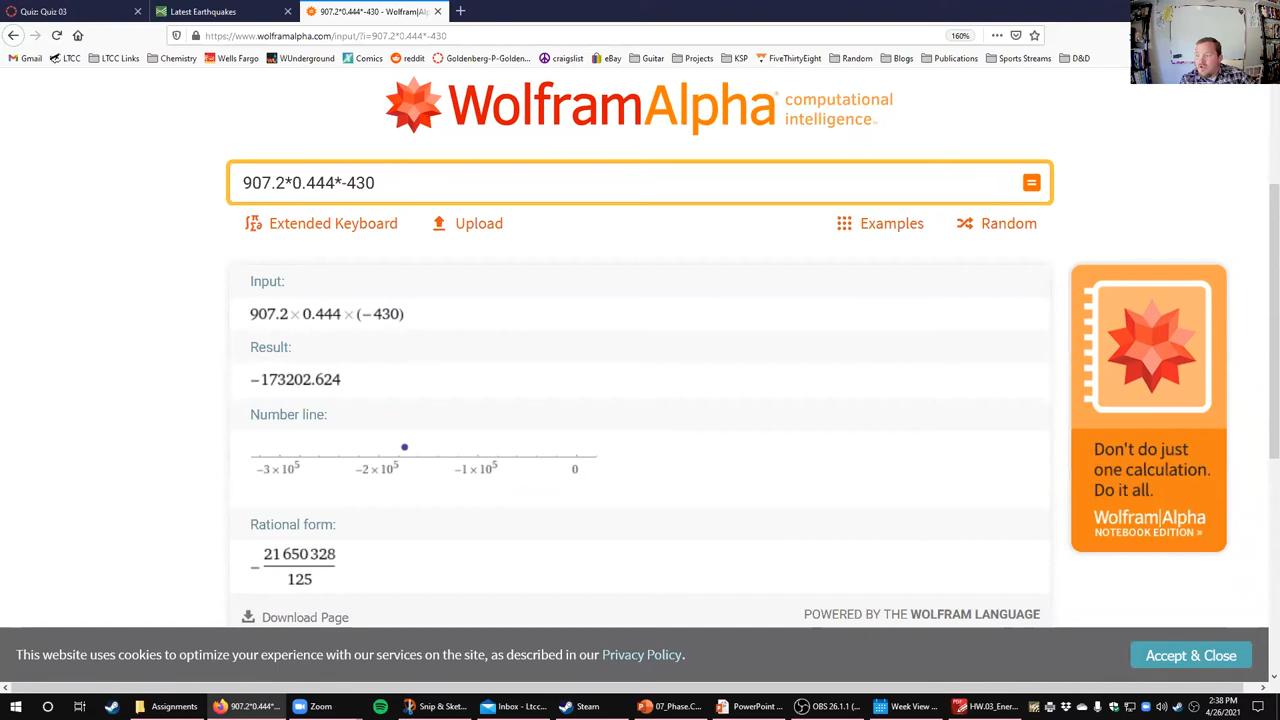 Quiz: Quiz 03
Latest Earthquakes
907.2*0.444*-430 - Wolfram|Alp
https://www.wolframalpha.com/input/?i=907.2*0.444*-430
160%
Gmail LTCC LTCC Links Chemistry Wells Fargo WUnderground Comics reddit Goldenberg-P-Golden... craigslist eBay Guitar Projects KSP FiveThirtyEight Random Blogs Publications Sports Streams D&D
WolframAlpha computational
intelligence™
907.2*0.444*-430
Extended Keyboard Upload Examples Random
Input:
907.2 × 0.444 × (−430)
Result:
−173202.624
Number line:
−3 × 10⁵ −2 × 10⁵ −1 × 10⁵ 0
Rational form:
− 21 650 328
125
Download Page
POWERED BY THE WOLFRAM LANGUAGE
Don't do just
one calculation.
Do it all.
Wolfram|Alpha
NOTEBOOK EDITION »
This website uses cookies to optimize your experience with our services on the site, as described in our Privacy Policy.
Accept & Close
Assignments 907.2*0.444*-... Zoom Snip & Sket... Inbox - Ltcc... Steam 07_Phase.C... PowerPoint ... OBS 26.1.1 (... Week View ... HW.03_Ener...
2:38 PM
4/26/2021